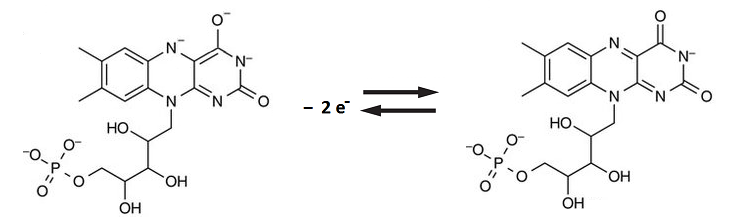 O⁻ O
N⁻ N⁻ N N⁻
N N O N N O
− 2 e⁻
HO HO
⁻O O⁻ ⁻O O⁻
P P
O O OH O O OH
OH OH